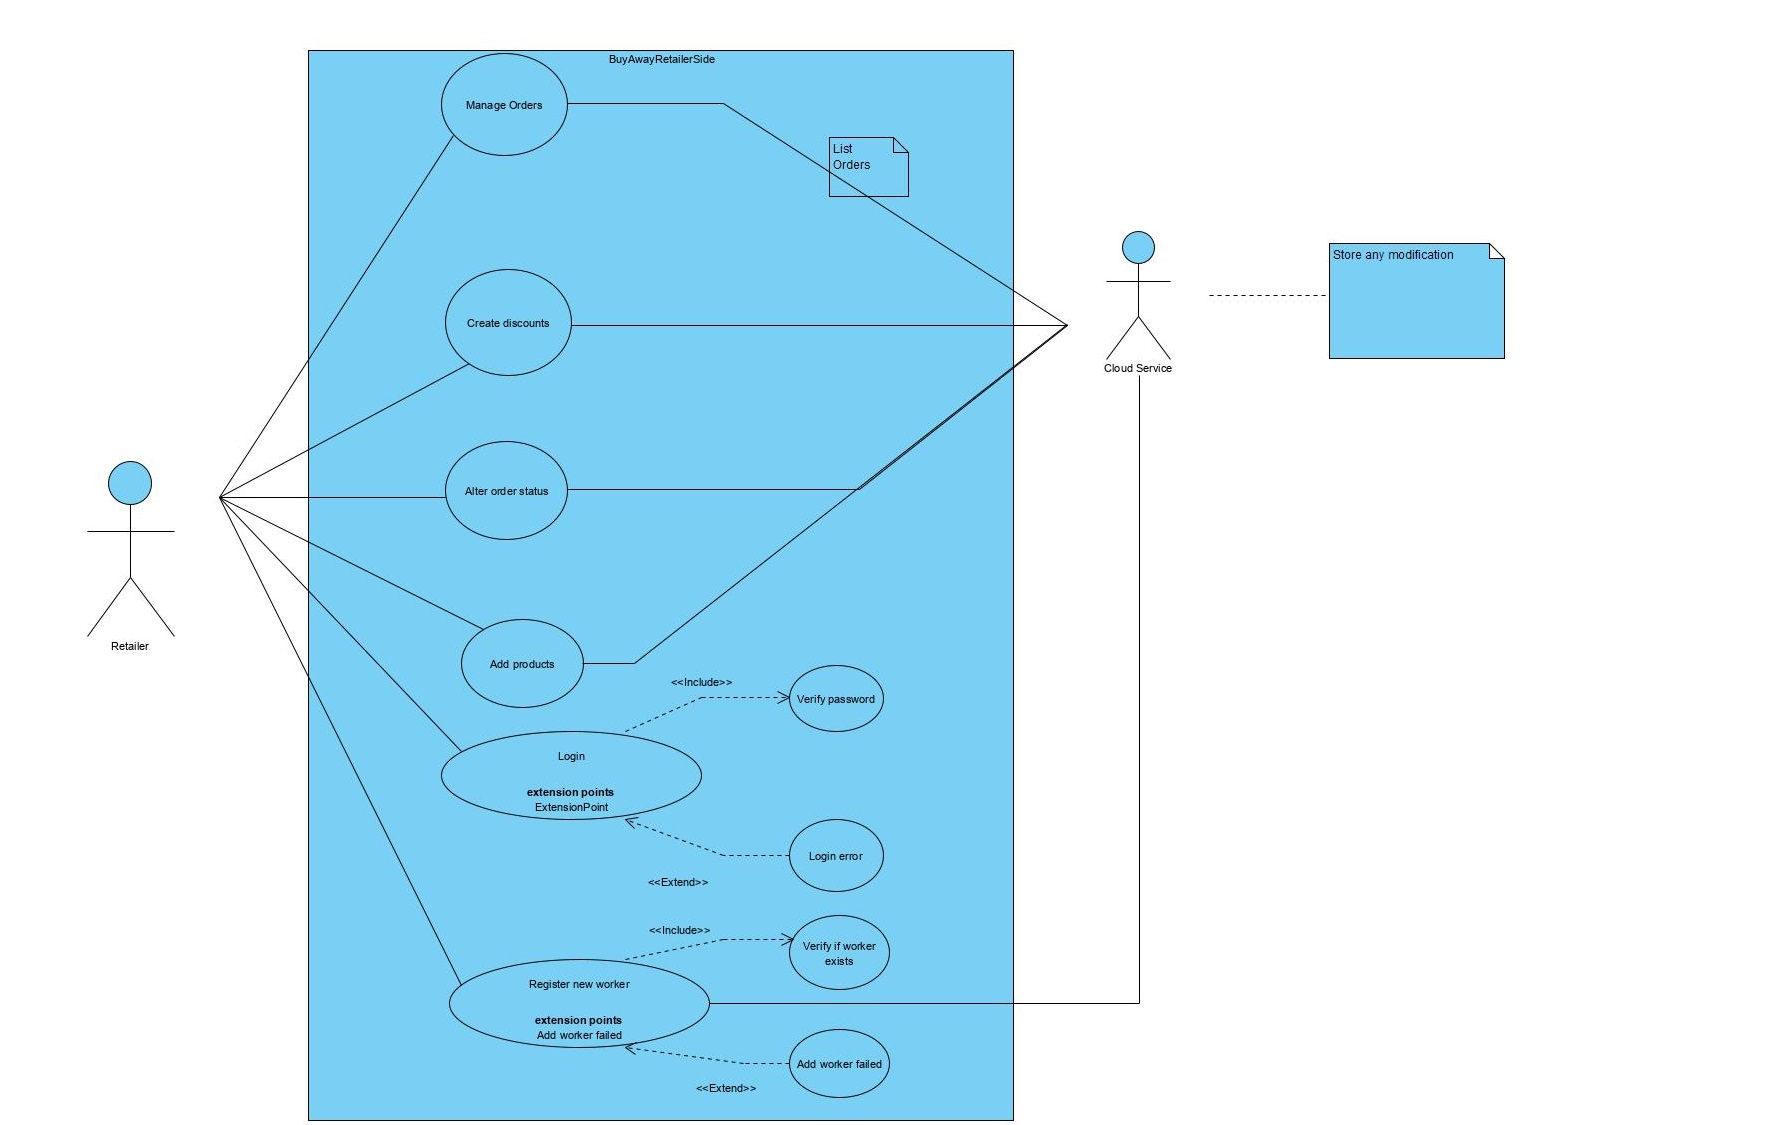 BuyAwayRetailerSide
Manage Orders
List
Orders
Store any modification
Create discounts
Cloud Service
Alter order status
Retailer
Add products
<<Include>>
Verify password
Login
extension points
ExtensionPoint
Login error
<<Extend>>
<<Include>>
Verify if worker
exists
Register new worker
extension points
Add worker failed
Add worker failed
<<Extend>>